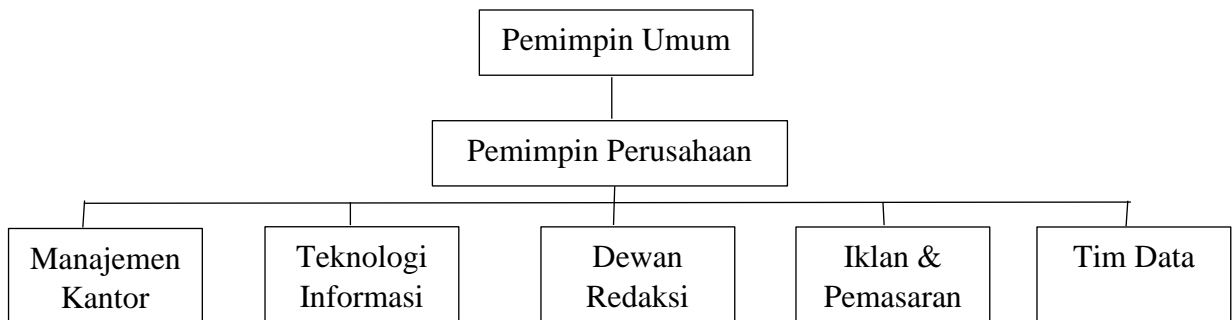 Pemimpin Umum
Pemimpin Perusahaan
Manajemen
Kantor
Teknologi
Informasi
Dewan
Redaksi
Iklan &
Pemasaran
Tim Data